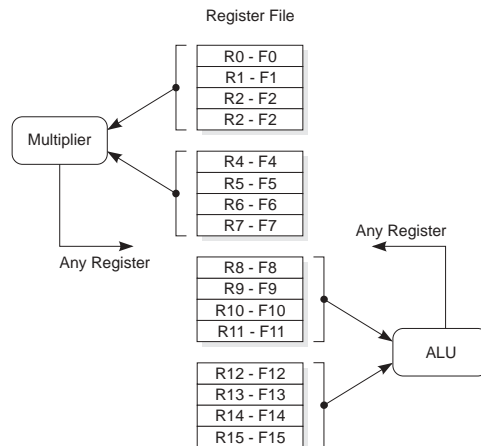 Register File
R0 - F0
R1 - F1
R2 - F2
R2 - F2
Multiplier
R4 - F4
R5 - F5
R6 - F6
R7 - F7
Any Register
Any Register
R8 - F8
R9 - F9
R10 - F10
R11 - F11
ALU
R12 - F12
R13 - F13
R14 - F14
R15 - F15